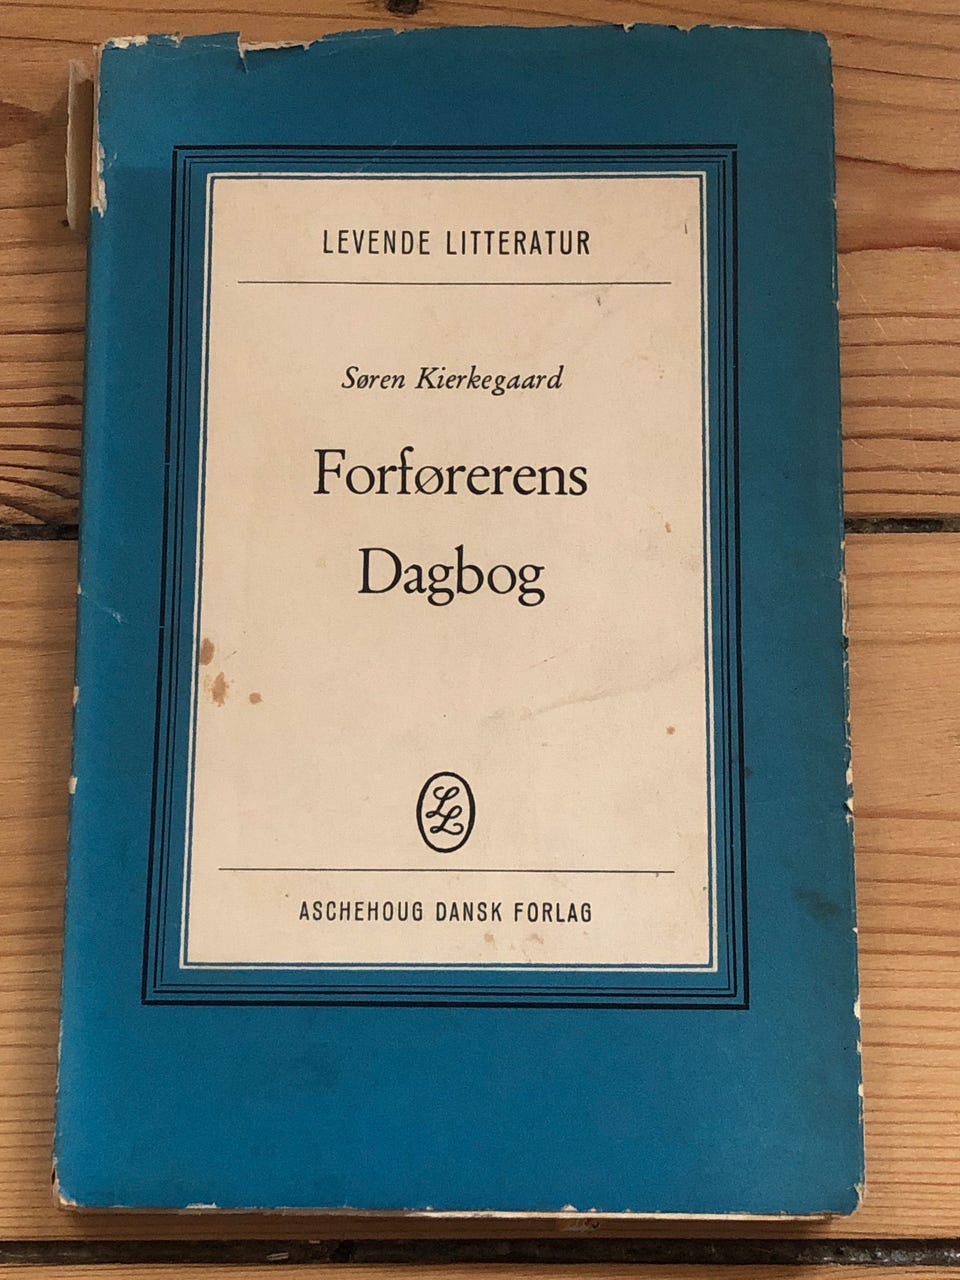 LEVENDE LITTERATUR
Søren Kierkegaard
Forførerens
Dagbog
LL
ASCHEHOUG DANSK FORLAG